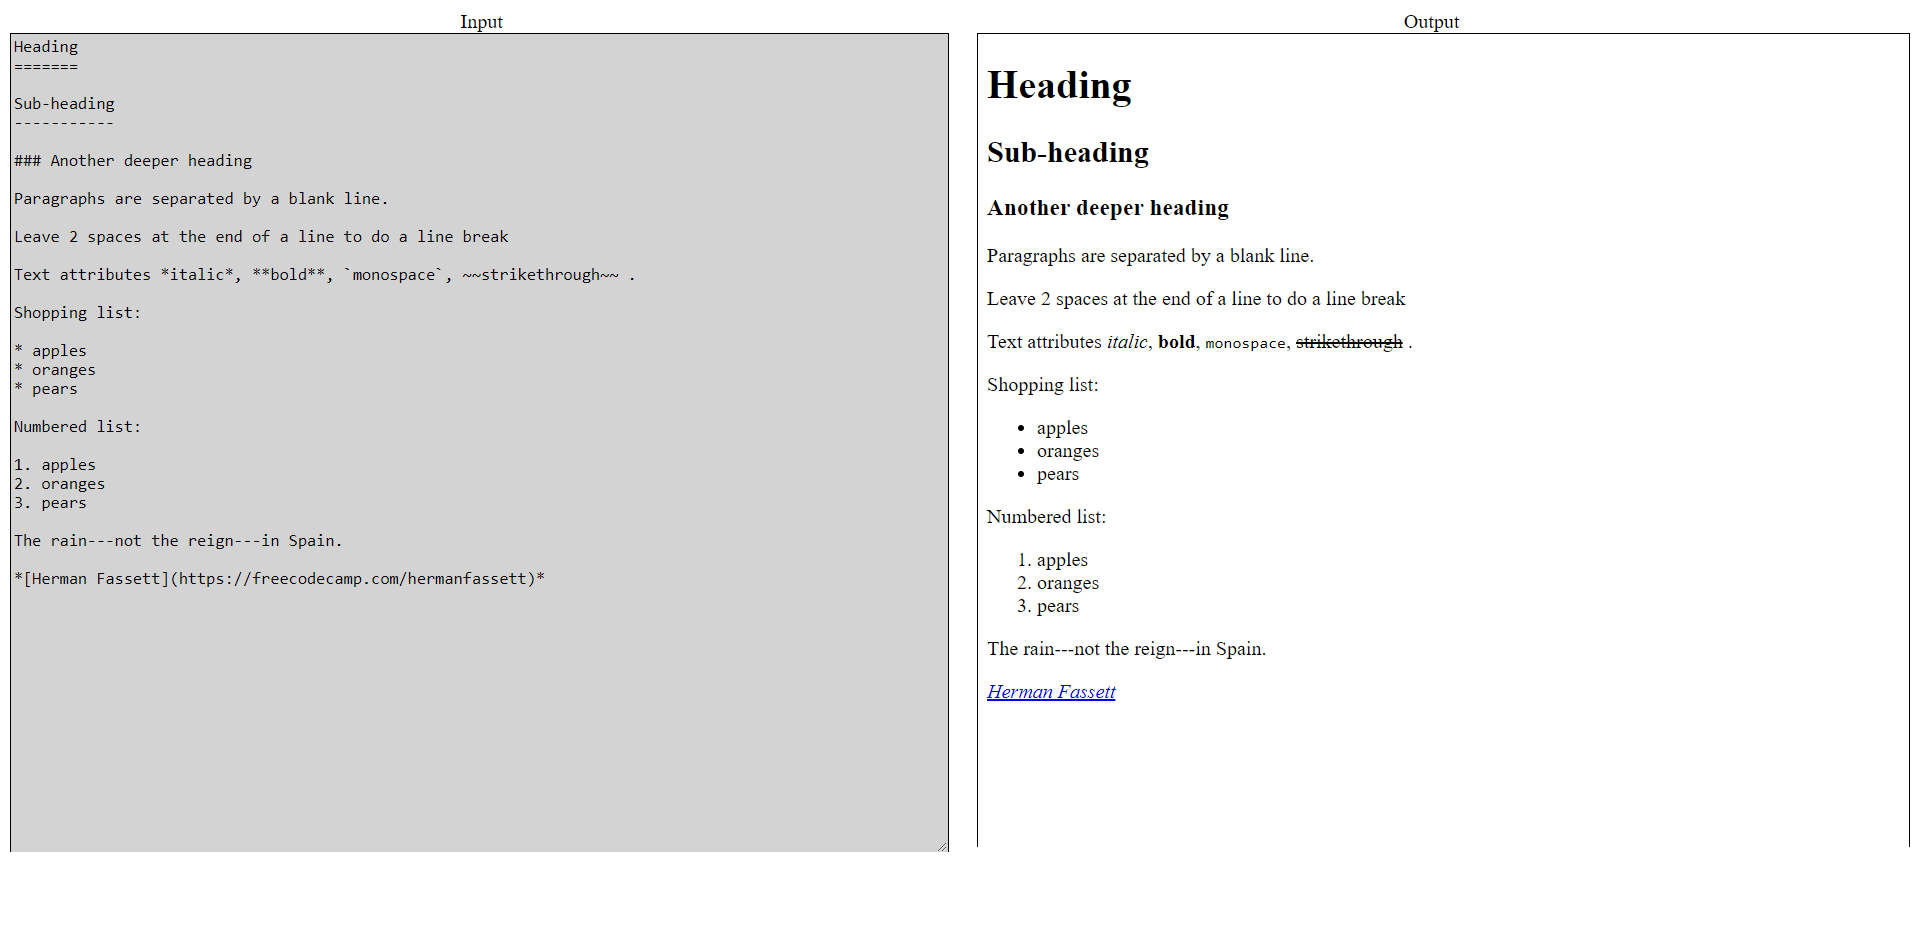 Input
Heading
=======
Sub-heading
-----------
### Another deeper heading
Paragraphs are separated by a blank line.
Leave 2 spaces at the end of a line to do a line break
Text attributes *italic*, **bold**, `monospace`, ~~strikethrough~~ .
Shopping list:
* apples
* oranges
* pears
Numbered list:
1. apples
2. oranges
3. pears
The rain---not the reign---in Spain.
*[Herman Fassett](https://freecodecamp.com/hermanfassett)*
Output
Heading
Sub-heading
Another deeper heading
Paragraphs are separated by a blank line.
Leave 2 spaces at the end of a line to do a line break
Text attributes italic, bold, monospace, strikethrough .
Shopping list:
• apples
• oranges
• pears
Numbered list:
1. apples
2. oranges
3. pears
The rain---not the reign---in Spain.
Herman Fassett